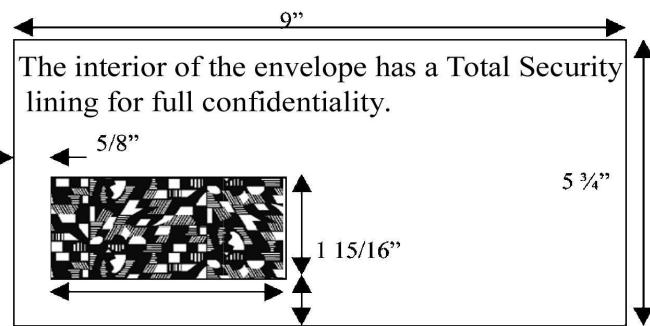 9”
The interior of the envelope has a Total Security
lining for full confidentiality.
5/8”
5 ¾”
1 15/16”